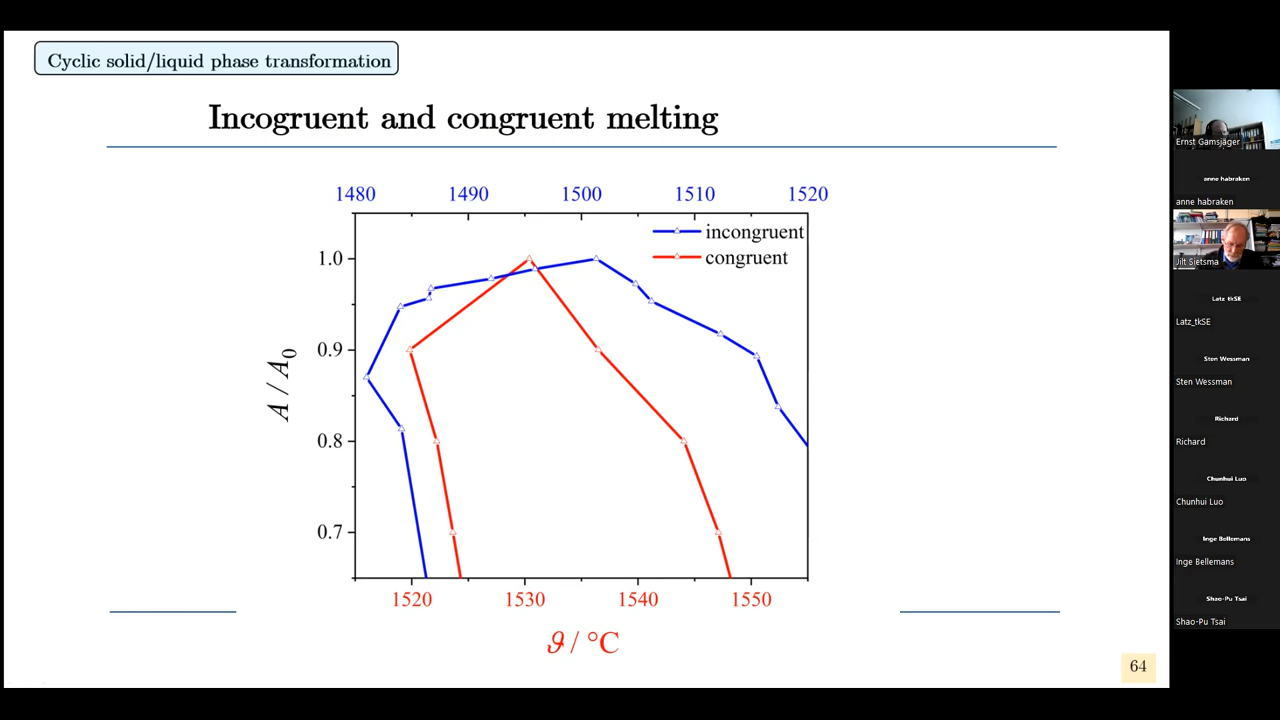 Cyclic solid/liquid phase transformation
Incogruent and congruent melting
1480 1490 1500 1510 1520
incongruent
congruent
1.0
0.9
0.8
0.7
A / A0
1520 1530 1540 1550
ϑ / °C
64
Ernst Gamsjäger
anne habraken
anne habraken
Jilt Sietsma
Latz_tkSE
Latz_tkSE
Sten Wessman
Sten Wessman
Richard
Richard
Chunhui Luo
Chunhui Luo
Inge Bellemans
Inge Bellemans
Shao-Pu Tsai
Shao-Pu Tsai